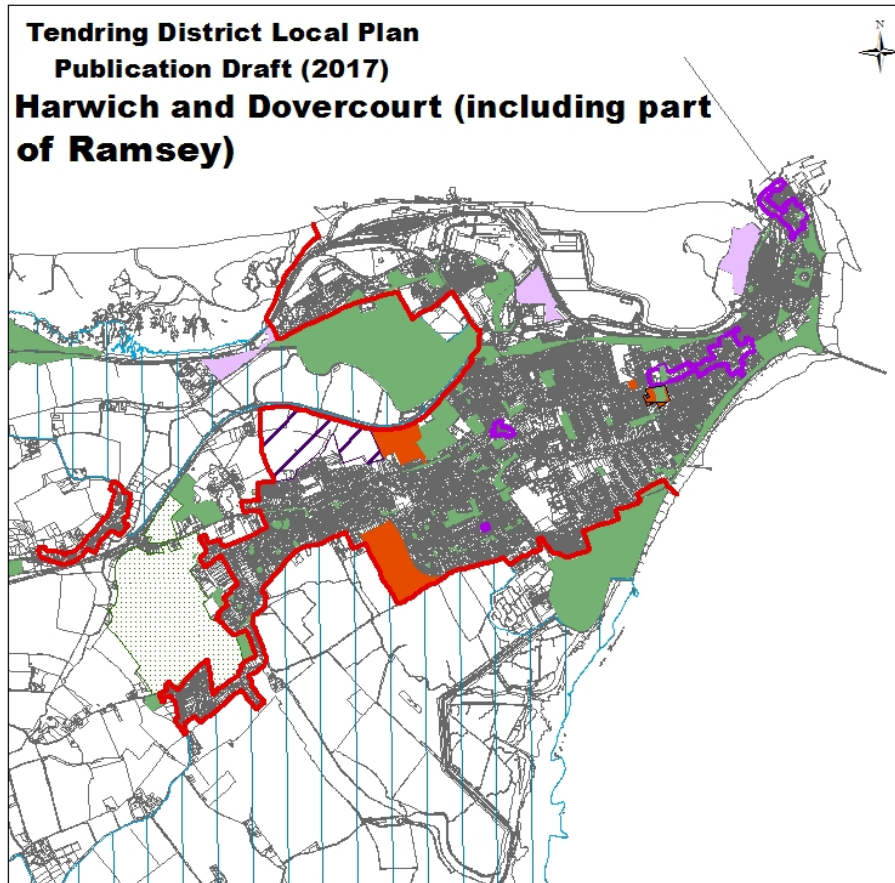 Tendring District Local Plan
Publication Draft (2017)
Harwich and Dovercourt (including part
of Ramsey)
N